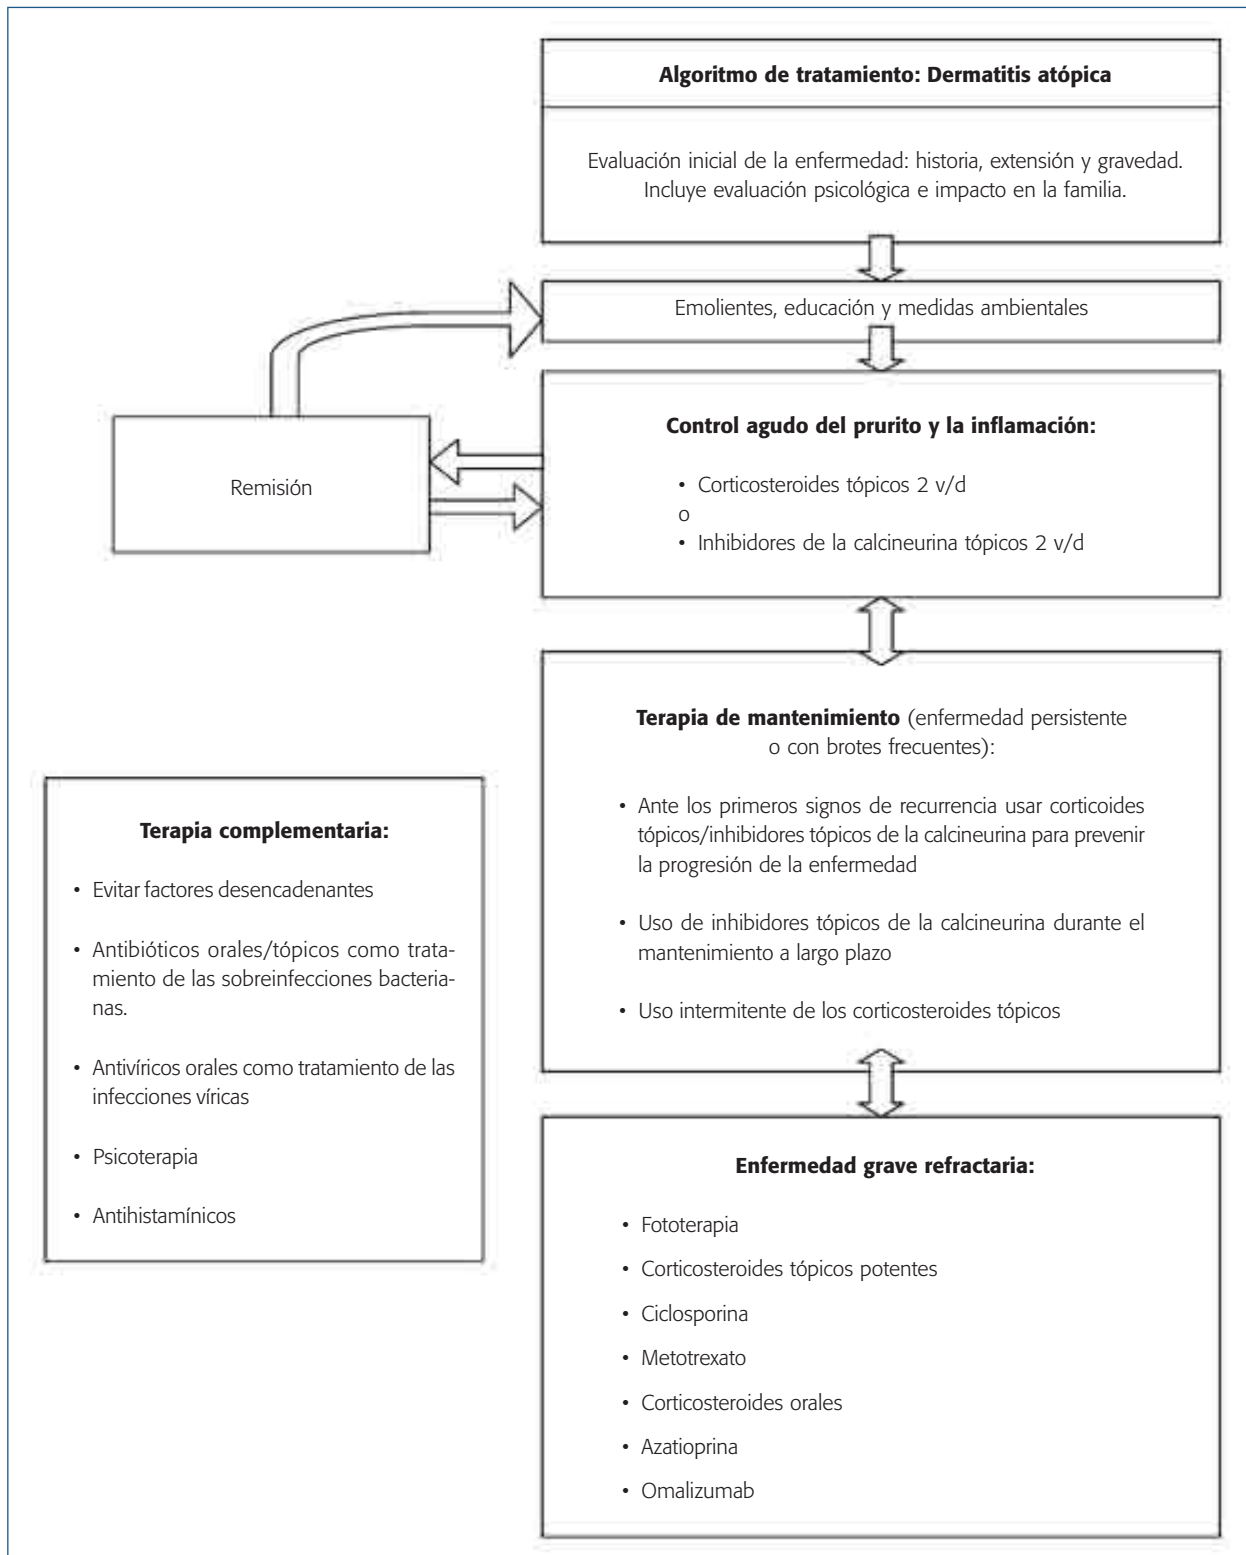 Algoritmo de tratamiento: Dermatitis atópica
Evaluación inicial de la enfermedad: historia, extensión y gravedad.
Incluye evaluación psicológica e impacto en la familia.
Emolientes, educación y medidas ambientales
Remisión
Control agudo del prurito y la inflamación:
• Corticosteroides tópicos 2 v/d
o
• Inhibidores de la calcineurina tópicos 2 v/d
Terapia de mantenimiento (enfermedad persistente
o con brotes frecuentes):
• Ante los primeros signos de recurrencia usar corticoides
tópicos/inhibidores tópicos de la calcineurina para prevenir
la progresión de la enfermedad
• Uso de inhibidores tópicos de la calcineurina durante el
mantenimiento a largo plazo
• Uso intermitente de los corticosteroides tópicos
Terapia complementaria:
• Evitar factores desencadenantes
• Antibióticos orales/tópicos como trata-
miento de las sobreinfecciones bacteria-
nas.
• Antivíricos orales como tratamiento de las
infecciones víricas
• Psicoterapia
• Antihistamínicos
Enfermedad grave refractaria:
• Fototerapia
• Corticosteroides tópicos potentes
• Ciclosporina
• Metotrexato
• Corticosteroides orales
• Azatioprina
• Omalizumab